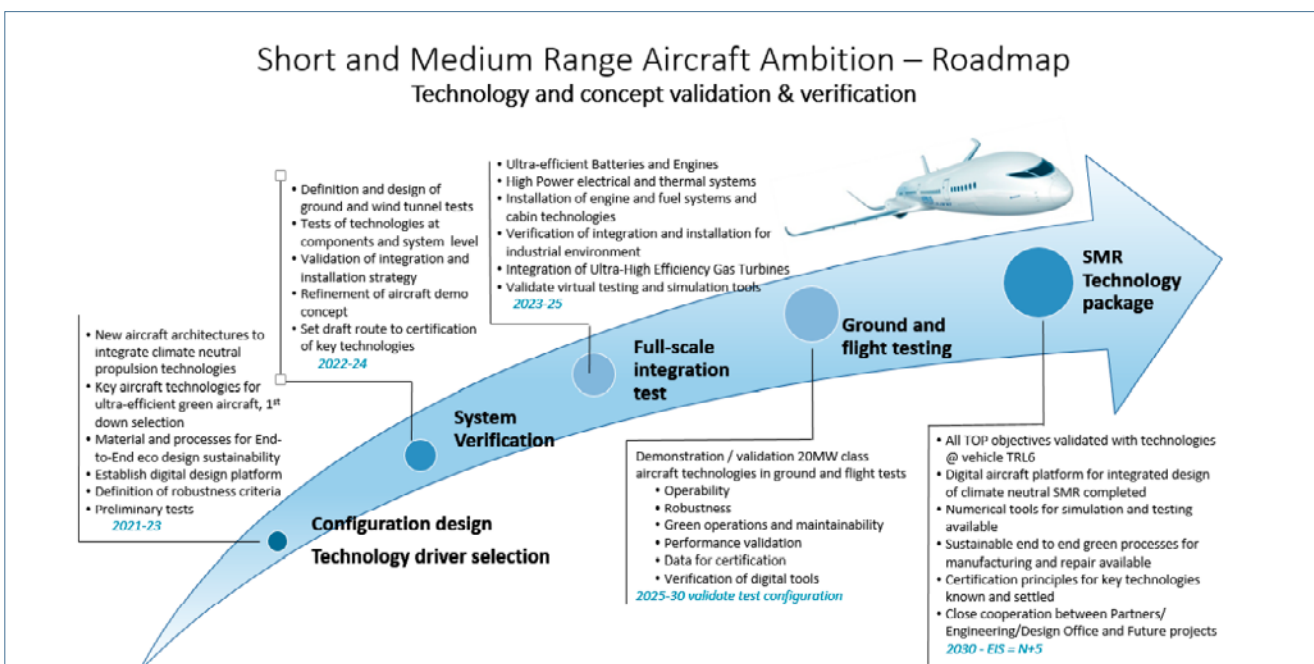 Short and Medium Range Aircraft Ambition – Roadmap
Technology and concept validation & verification
• New aircraft architectures to
integrate climate neutral
propulsion technologies
• Key aircraft technologies for
ultra-efficient green aircraft, 1st
down selection
• Material and processes for End-
to-End eco design sustainability
• Establish digital design platform
• Definition of robustness criteria
• Preliminary tests
2021-23
Configuration design
Technology driver selection
• Definition and design of
ground and wind tunnel tests
• Tests of technologies at
components and system level
• Validation of integration and
installation strategy
• Refinement of aircraft demo
concept
• Set draft route to certification
of key technologies
2022-24
System
Verification
• Ultra-efficient Batteries and Engines
• High Power electrical and thermal systems
• Installation of engine and fuel systems and
cabin technologies
• Verification of integration and installation for
industrial environment
• Integration of Ultra-High Efficiency Gas Turbines
• Validate virtual testing and simulation tools
2023-25
Full-scale
integration
test
Ground and
flight testing
Demonstration / validation 20MW class
aircraft technologies in ground and flight tests
• Operability
• Robustness
• Green operations and maintainability
• Performance validation
• Data for certification
• Verification of digital tools
2025-30 validate test configuration
SMR
Technology
package
• All TOP objectives validated with technologies
@ vehicle TRL6
• Digital aircraft platform for integrated design
of climate neutral SMR completed
• Numerical tools for simulation and testing
available
• Sustainable end to end green processes for
manufacturing and repair available
• Certification principles for key technologies
known and settled
• Close cooperation between Partners/
Engineering/Design Office and Future projects
2030 - EIS = N+5